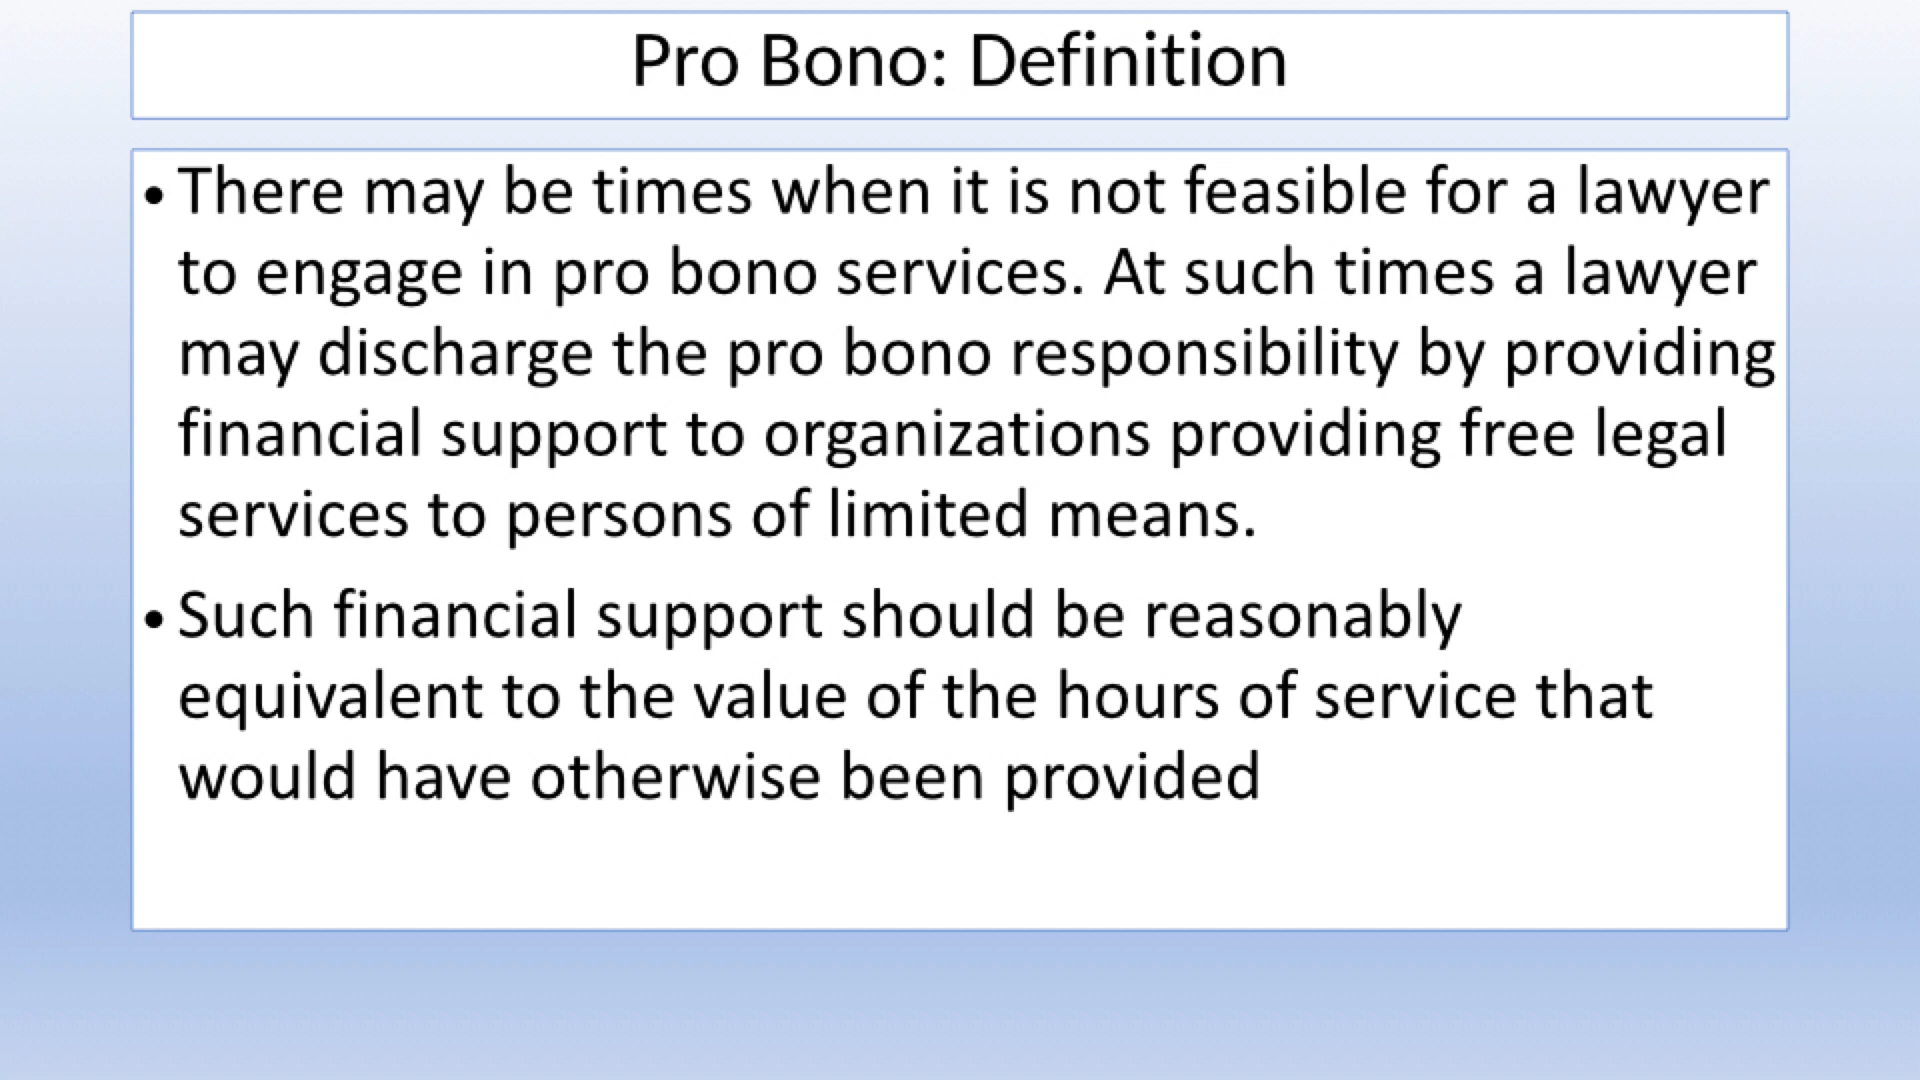 Pro Bono: Definition
• There may be times when it is not feasible for a lawyer
to engage in pro bono services. At such times a lawyer
may discharge the pro bono responsibility by providing
financial support to organizations providing free legal
services to persons of limited means.
• Such financial support should be reasonably
equivalent to the value of the hours of service that
would have otherwise been provided